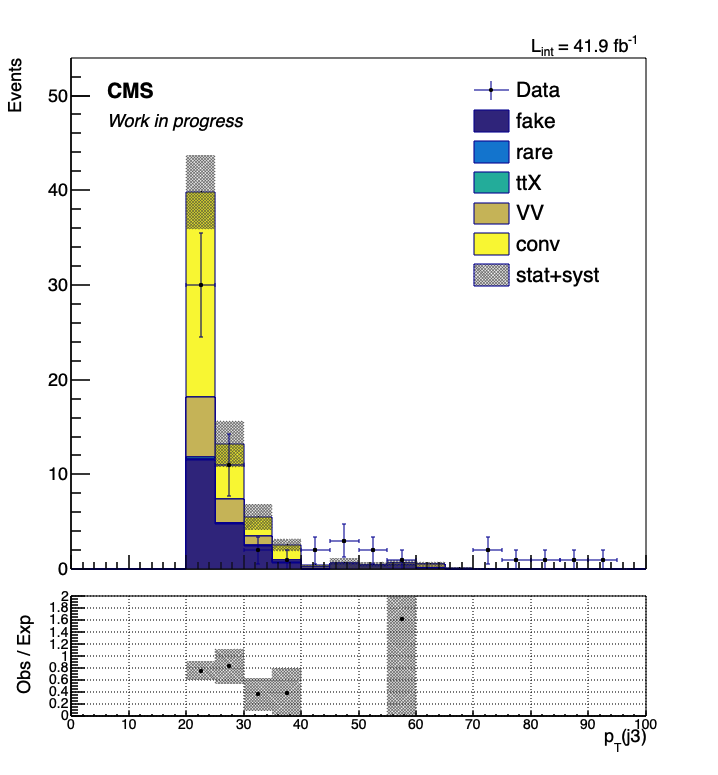 L_int = 41.9 fb^-1
Events
CMS
Work in progress
Data
fake
rare
ttX
VV
conv
stat+syst
50
40
30
20
10
0
Obs / Exp
2
1.8
1.6
1.4
1.2
1
0.8
0.6
0.4
0.2
0
0 10 20 30 40 50 60 70 80 90 100
p_T(j3)